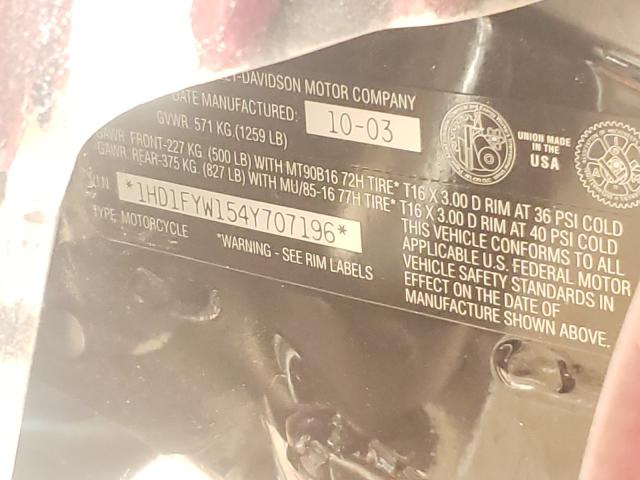 EY-DAVIDSON MOTOR COMPANY
DATE MANUFACTURED: 10-03
GVWR. 571 KG. (1259 LB)
GAWR. FRONT-227 KG. (500 LB) WITH MT90B16 72H TIRE* T16 X 3.00 D RIM AT 36 PSI COLD
GAWR. REAR-375 KG. (827 LB) WITH MU/85-16 77H TIRE* T16 X 3.00 D RIM AT 40 PSI COLD
V.I.N. *1HD1FYW154Y707196*
TYPE MOTORCYCLE
*WARNING - SEE RIM LABELS
THIS VEHICLE CONFORMS TO ALL
APPLICABLE U.S. FEDERAL MOTOR
VEHICLE SAFETY STANDARDS IN
EFFECT ON THE DATE OF
MANUFACTURE SHOWN ABOVE.
UNION MADE
IN THE
USA